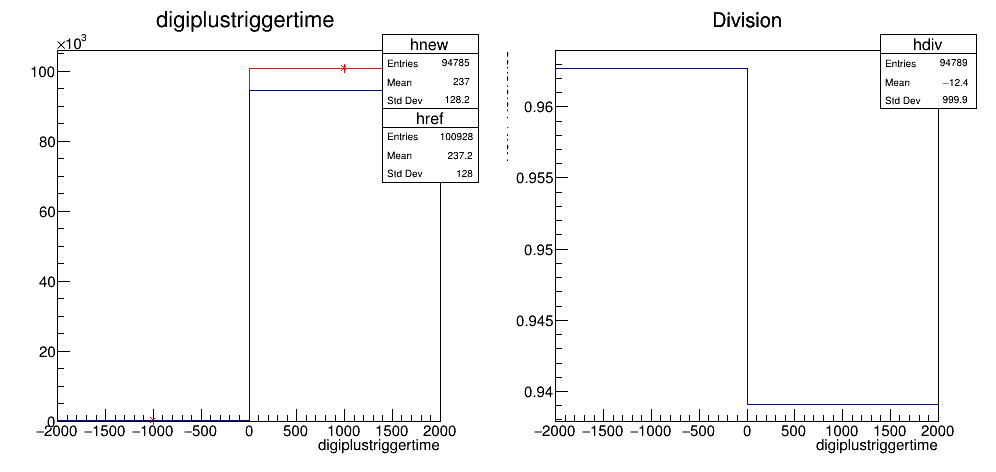 digiplustriggertime
×10³
100
80
60
40
20
0
−2000 −1500 −1000 −500 0 500 1000 1500 2000
digiplustriggertime
hnew
Entries 94785
Mean 237
Std Dev 128.2
href
Entries 100928
Mean 237.2
Std Dev 128
Division
0.96
0.955
0.95
0.945
0.94
−2000 −1500 −1000 −500 0 500 1000 1500 2000
digiplustriggertime
hdiv
Entries 94789
Mean −12.4
Std Dev 999.9